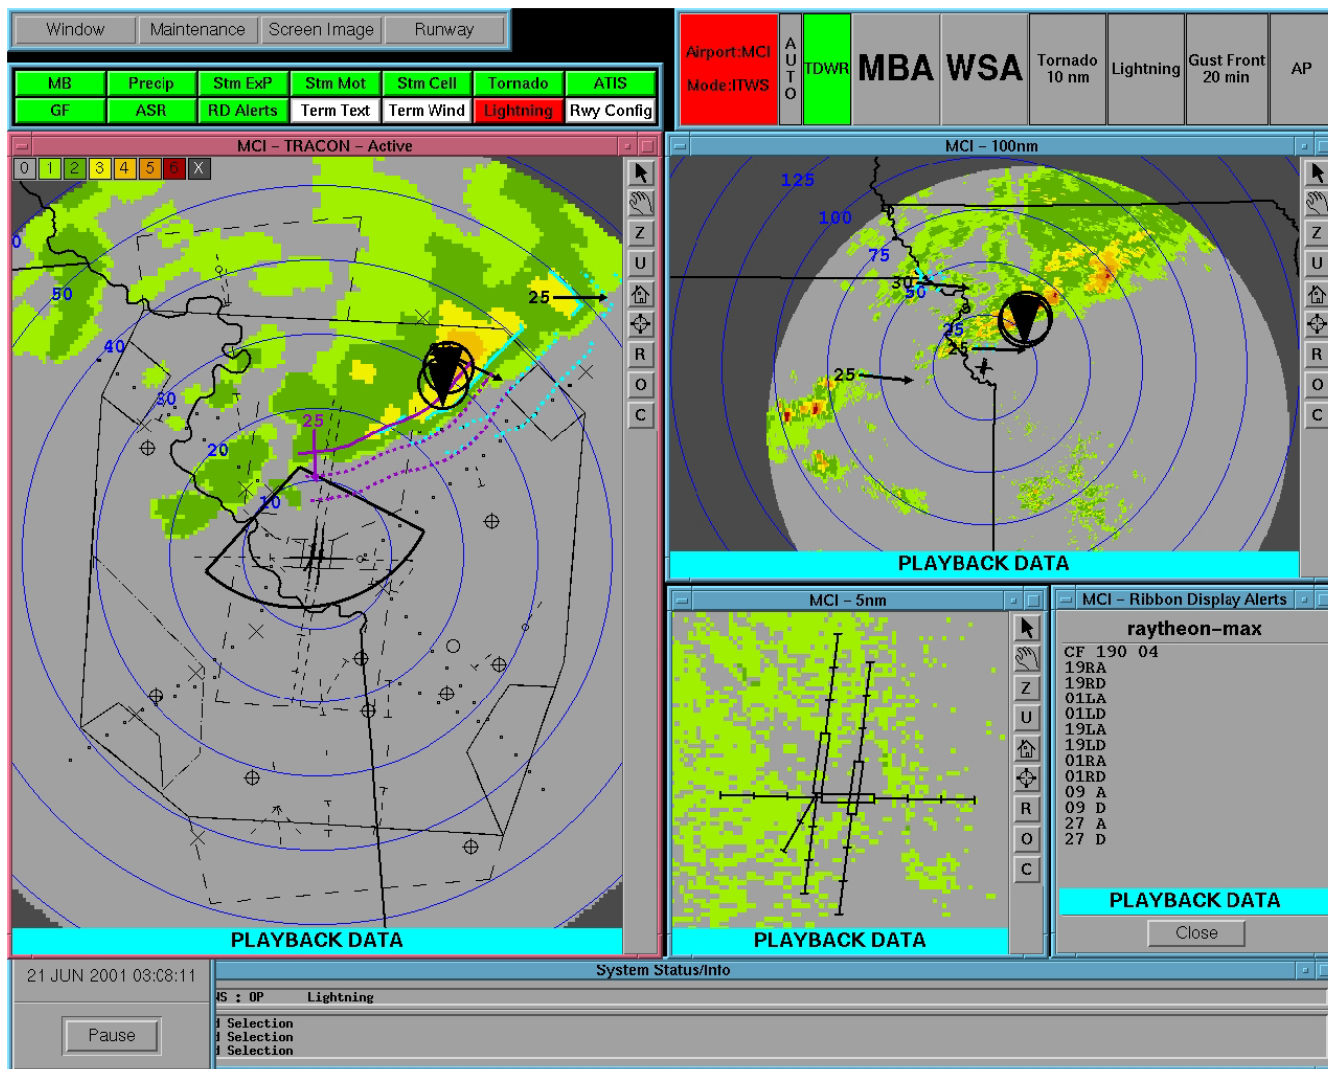 Window Maintenance Screen Image Runway
Airport:MCI
Mode:ITWS
AUTO
TDWR
MBA
WSA
Tornado
10 nm
Lightning
Gust Front
20 min
AP
MB Precip Stm ExP Stm Mot Stm Cell Tornado ATIS
GF ASR RD Alerts Term Text Term Wind Lightning Rwy Config
MCI - TRACON - Active
0 1 2 3 4 5 6 X
0
50
40
30
20
10
25
25
Z
U
R
O
C
PLAYBACK DATA
MCI - 100nm
125
100
75
50
25
30
25
25
Z
U
R
O
C
PLAYBACK DATA
MCI - 5nm
Z
U
R
O
C
PLAYBACK DATA
MCI - Ribbon Display Alerts
raytheon-max
CF 190 04
19RA
19RD
01LA
01LD
19LA
19LD
01RA
01RD
09 A
09 D
27 A
27 D
PLAYBACK DATA
Close
21 JUN 2001 03:08:11
Pause
System Status/Info
: OP Lightning
d Selection
d Selection
d Selection